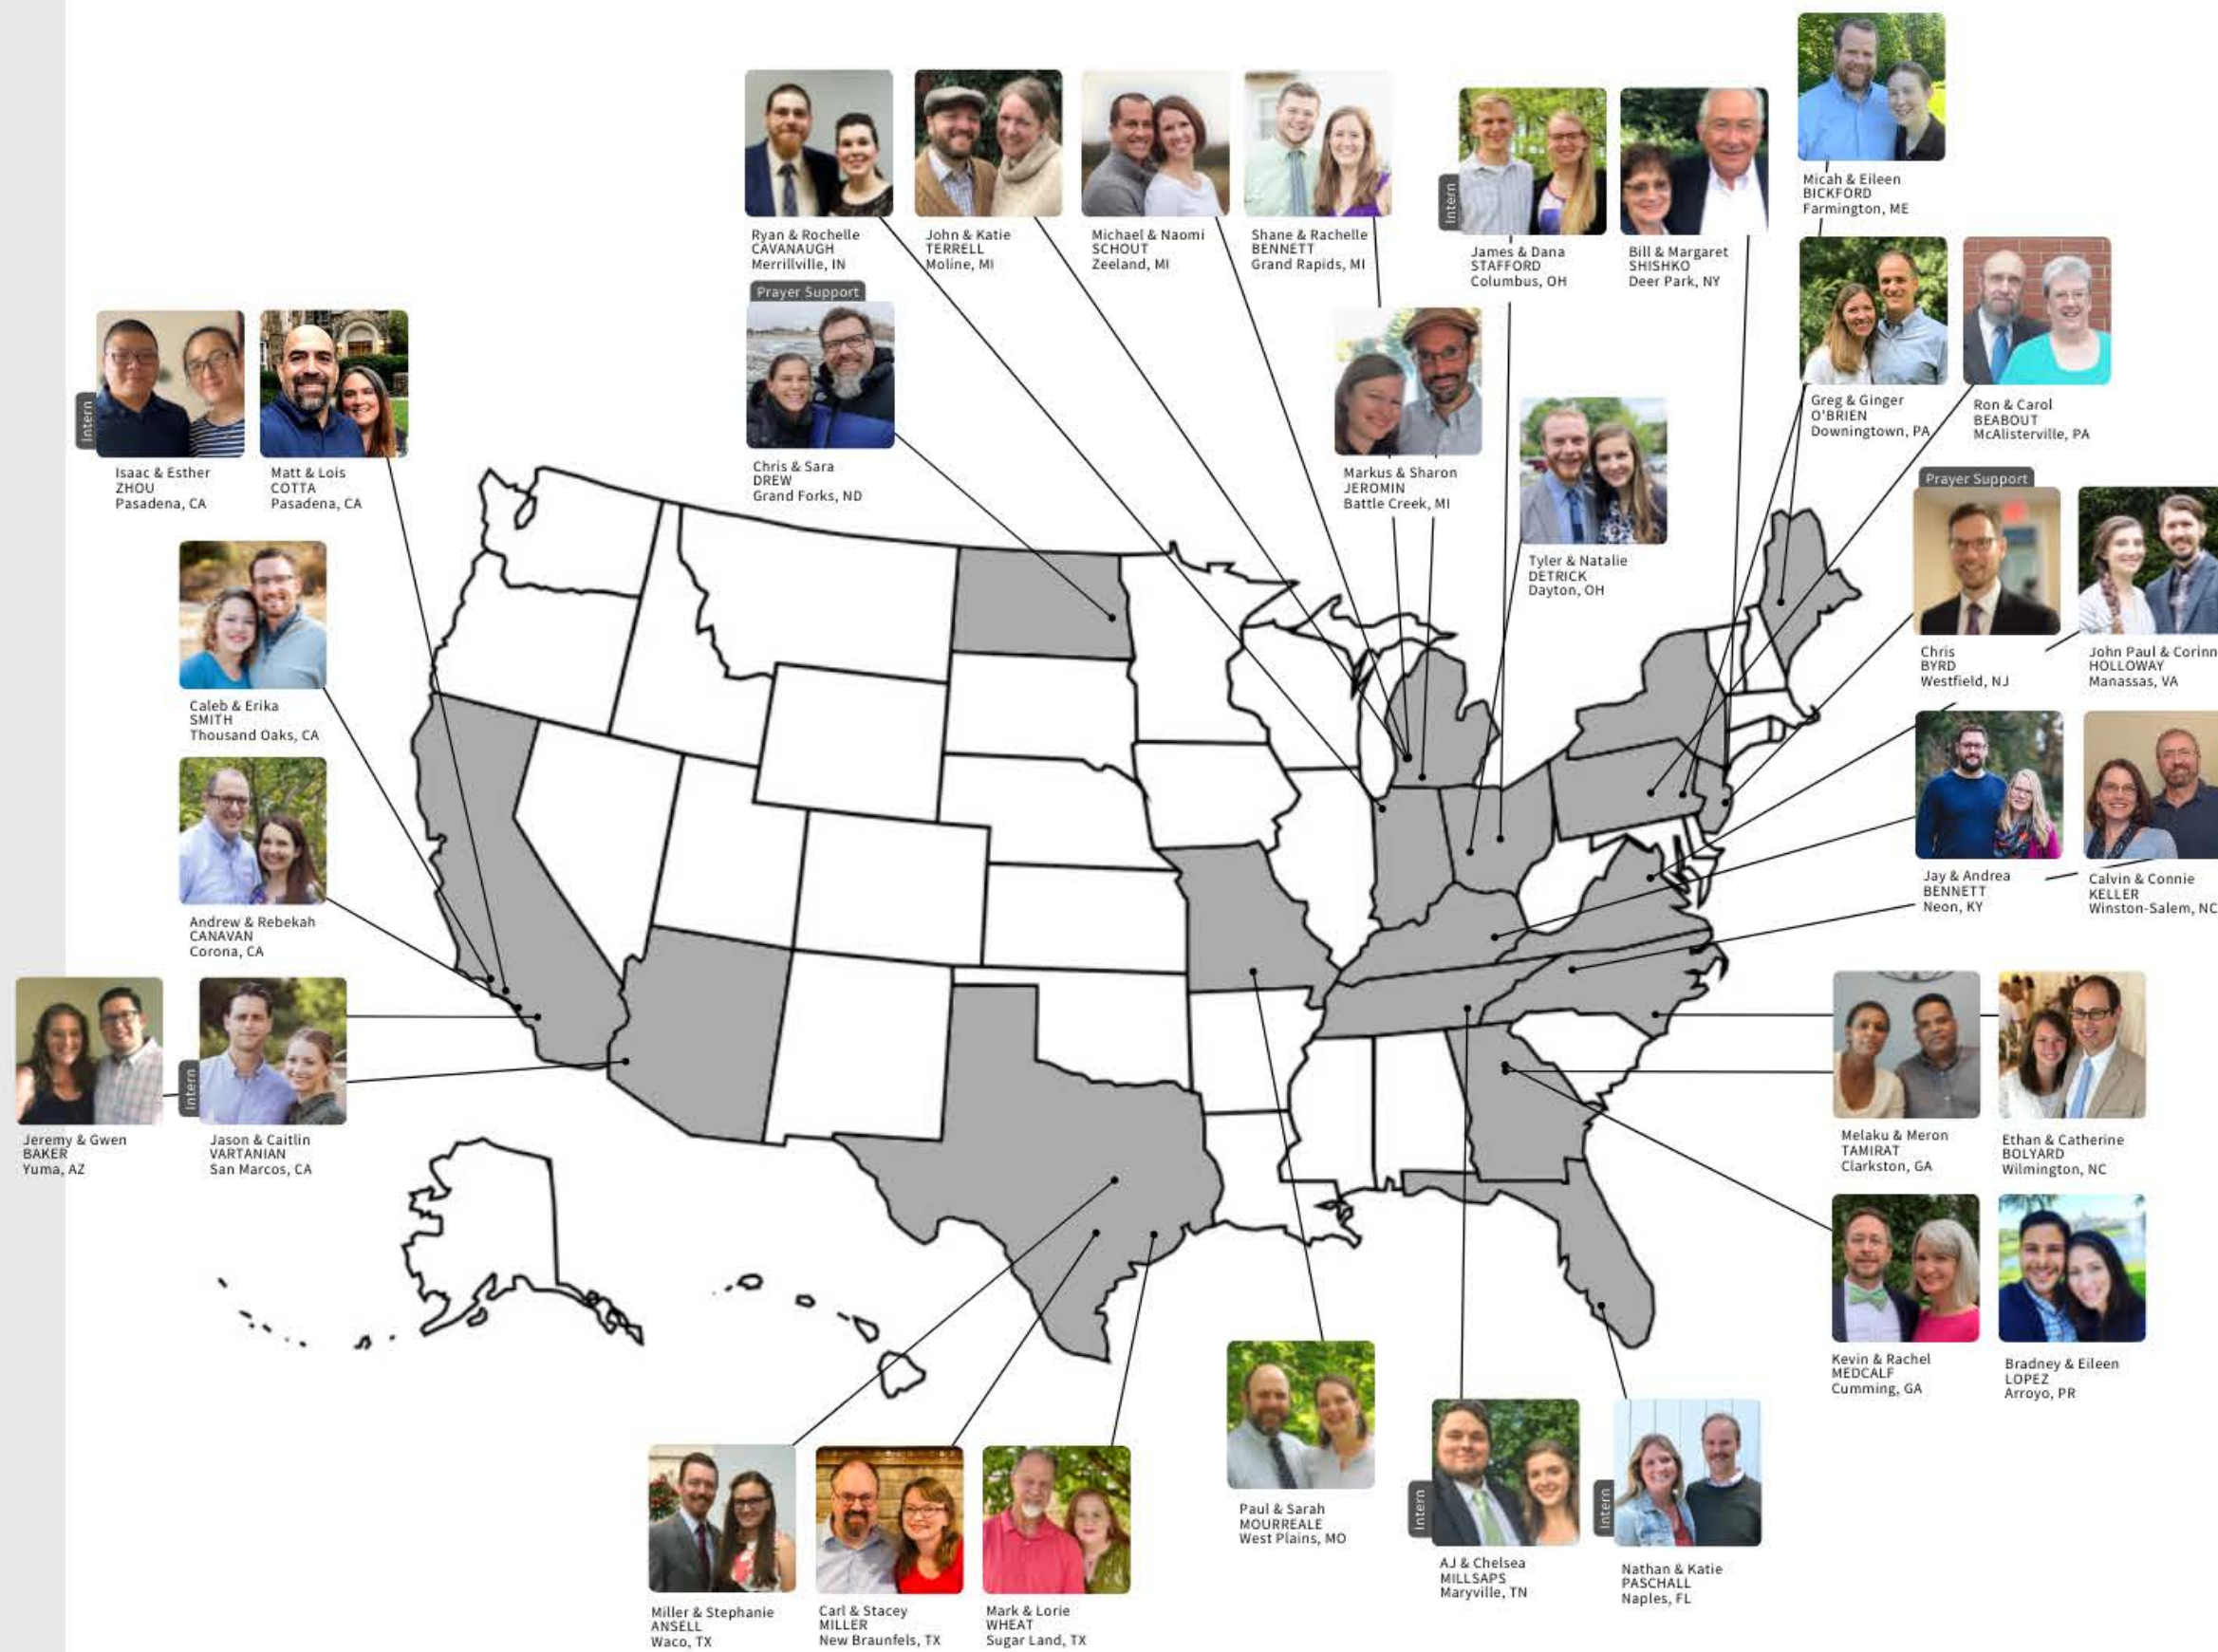 Micah & Eileen
BICKFORD
Farmington, ME
Ryan & Rochelle
CAVANAUGH
Merrillville, IN
John & Katie
TERRELL
Moline, MI
Michael & Naomi
SCHOUT
Zeeland, MI
Shane & Rachelle
BENNETT
Grand Rapids, MI
Intern
James & Dana
STAFFORD
Columbus, OH
Bill & Margaret
SHISHKO
Deer Park, NY
Prayer Support
Chris & Sara
DREW
Grand Forks, ND
Intern
Isaac & Esther
ZHOU
Pasadena, CA
Matt & Lois
COTTA
Pasadena, CA
Markus & Sharon
JEROMIN
Battle Creek, MI
Greg & Ginger
O'BRIEN
Downingtown, PA
Ron & Carol
BEABOUT
McAlisterville, PA
Tyler & Natalie
DETRICK
Dayton, OH
Prayer Support
Chris
BYRD
Westfield, NJ
John Paul & Corinn
HOLLOWAY
Manassas, VA
Caleb & Erika
SMITH
Thousand Oaks, CA
Andrew & Rebekah
CANAVAN
Corona, CA
Jay & Andrea
BENNETT
Neon, KY
Calvin & Connie
KELLER
Winston-Salem, NC
Jeremy & Gwen
BAKER
Yuma, AZ
Intern
Jason & Caitlin
VARTANIAN
San Marcos, CA
Melaku & Meron
TAMIRAT
Clarkston, GA
Ethan & Catherine
BOLYARD
Wilmington, NC
Kevin & Rachel
MEDCALF
Cumming, GA
Bradney & Eileen
LOPEZ
Arroyo, PR
Paul & Sarah
MOURREALE
West Plains, MO
Intern
AJ & Chelsea
MILLSAPS
Maryville, TN
Intern
Nathan & Katie
PASCHALL
Naples, FL
Miller & Stephanie
ANSELL
Waco, TX
Carl & Stacey
MILLER
New Braunfels, TX
Mark & Lorie
WHEAT
Sugar Land, TX